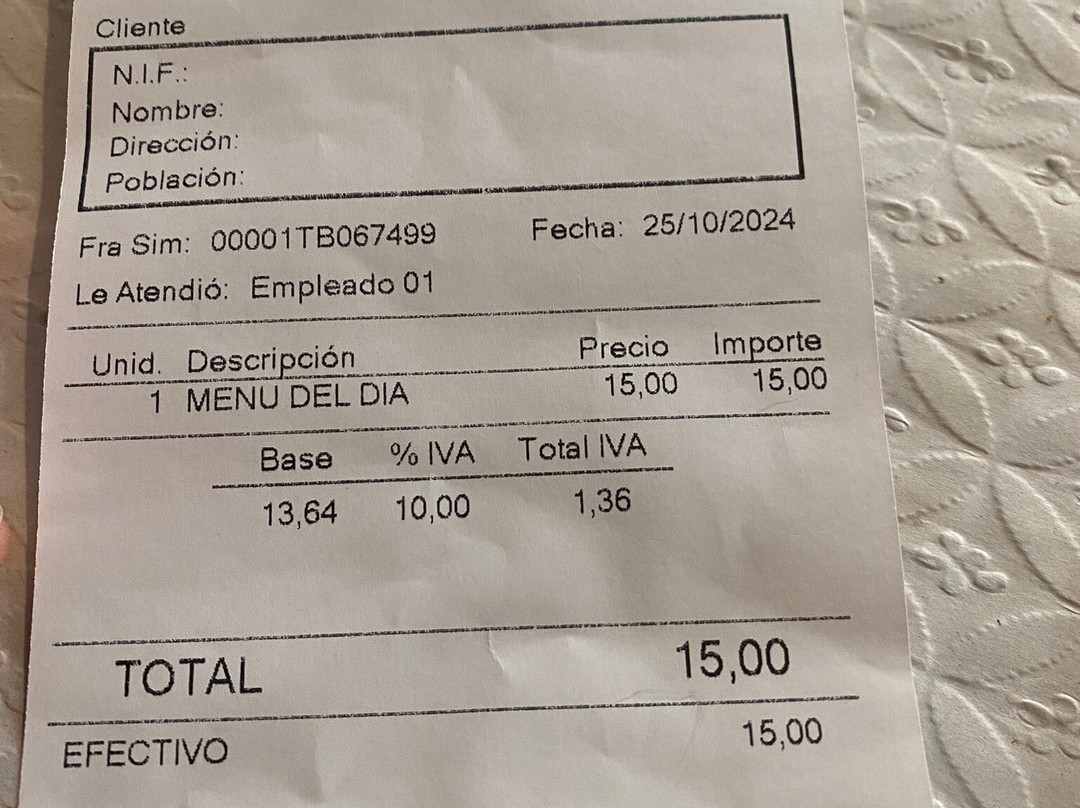 Cliente
N.I.F.:
Nombre:
Dirección:
Población:
Fra Sim: 00001TB067499 Fecha: 25/10/2024
Le Atendió: Empleado 01
Unid. Descripción Precio Importe
1 MENU DEL DIA 15,00 15,00
Base % IVA Total IVA
13,64 10,00 1,36
TOTAL 15,00
EFECTIVO 15,00